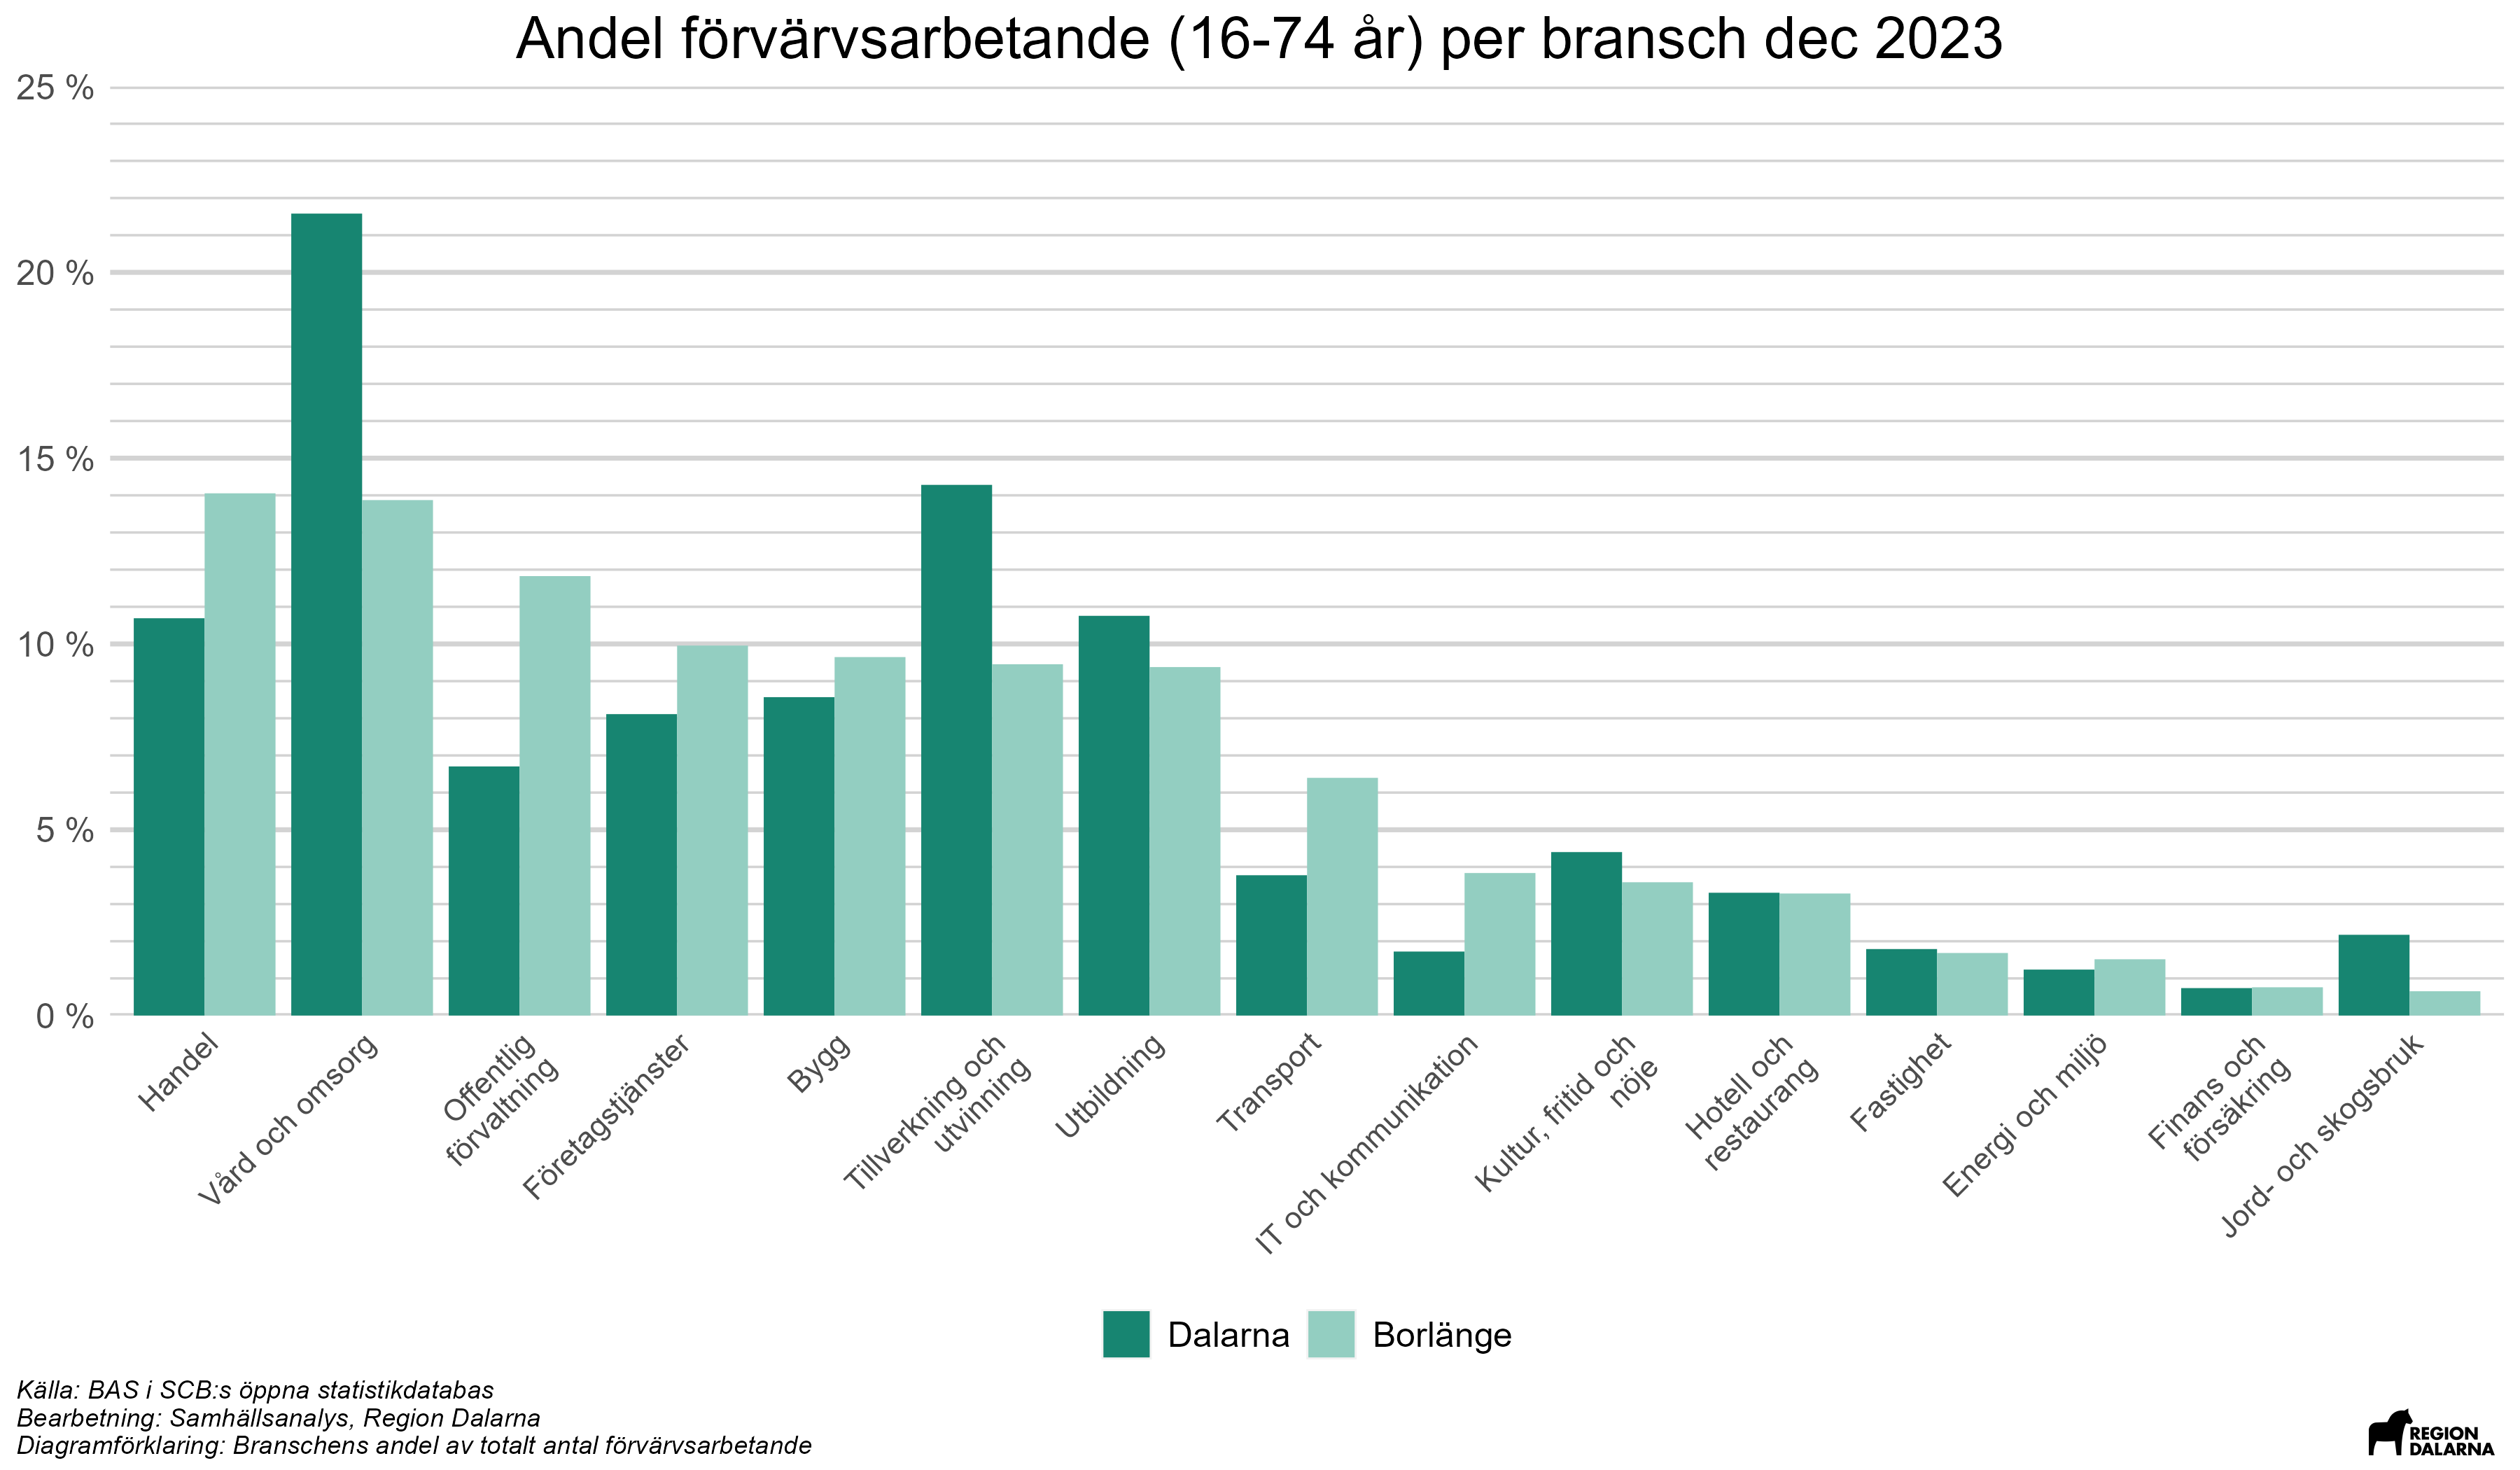 Andel förvärvsarbetande (16-74 år) per bransch dec 2023
25 %
20 %
15 %
10 %
5 %
0 %
Handel
Vård och omsorg
Offentlig
förvaltning
Företagstjänster
Bygg
Tillverkning och
utvinning
Utbildning
Transport
IT och kommunikation
Kultur, fritid och
nöje
Hotell och
restaurang
Fastighet
Energi och miljö
Finans och
försäkring
Jord- och skogsbruk
Dalarna
Borlänge
Källa: BAS i SCB:s öppna statistikdatabas
Bearbetning: Samhällsanalys, Region Dalarna
Diagramförklaring: Branschens andel av totalt antal förvärvsarbetande
REGION
DALARNA